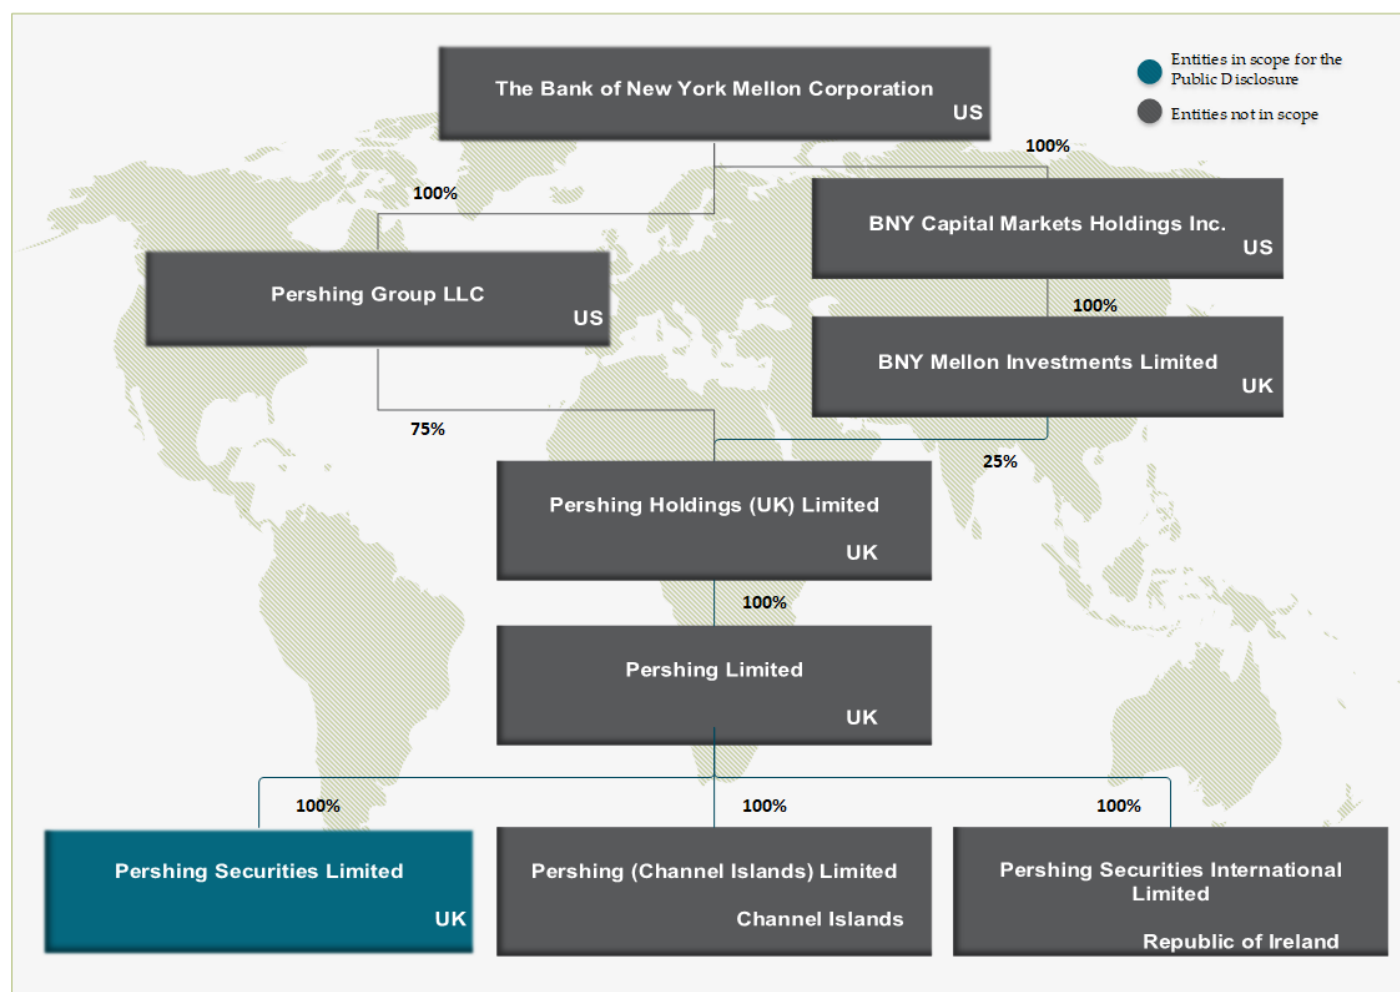 The Bank of New York Mellon Corporation
US
Entities in scope for the
Public Disclosure
Entities not in scope
100%
100%
BNY Capital Markets Holdings Inc.
US
Pershing Group LLC
US
100%
BNY Mellon Investments Limited
UK
75%
25%
Pershing Holdings (UK) Limited
UK
100%
Pershing Limited
UK
100%
100%
100%
Pershing Securities Limited
UK
Pershing (Channel Islands) Limited
Channel Islands
Pershing Securities International
Limited
Republic of Ireland